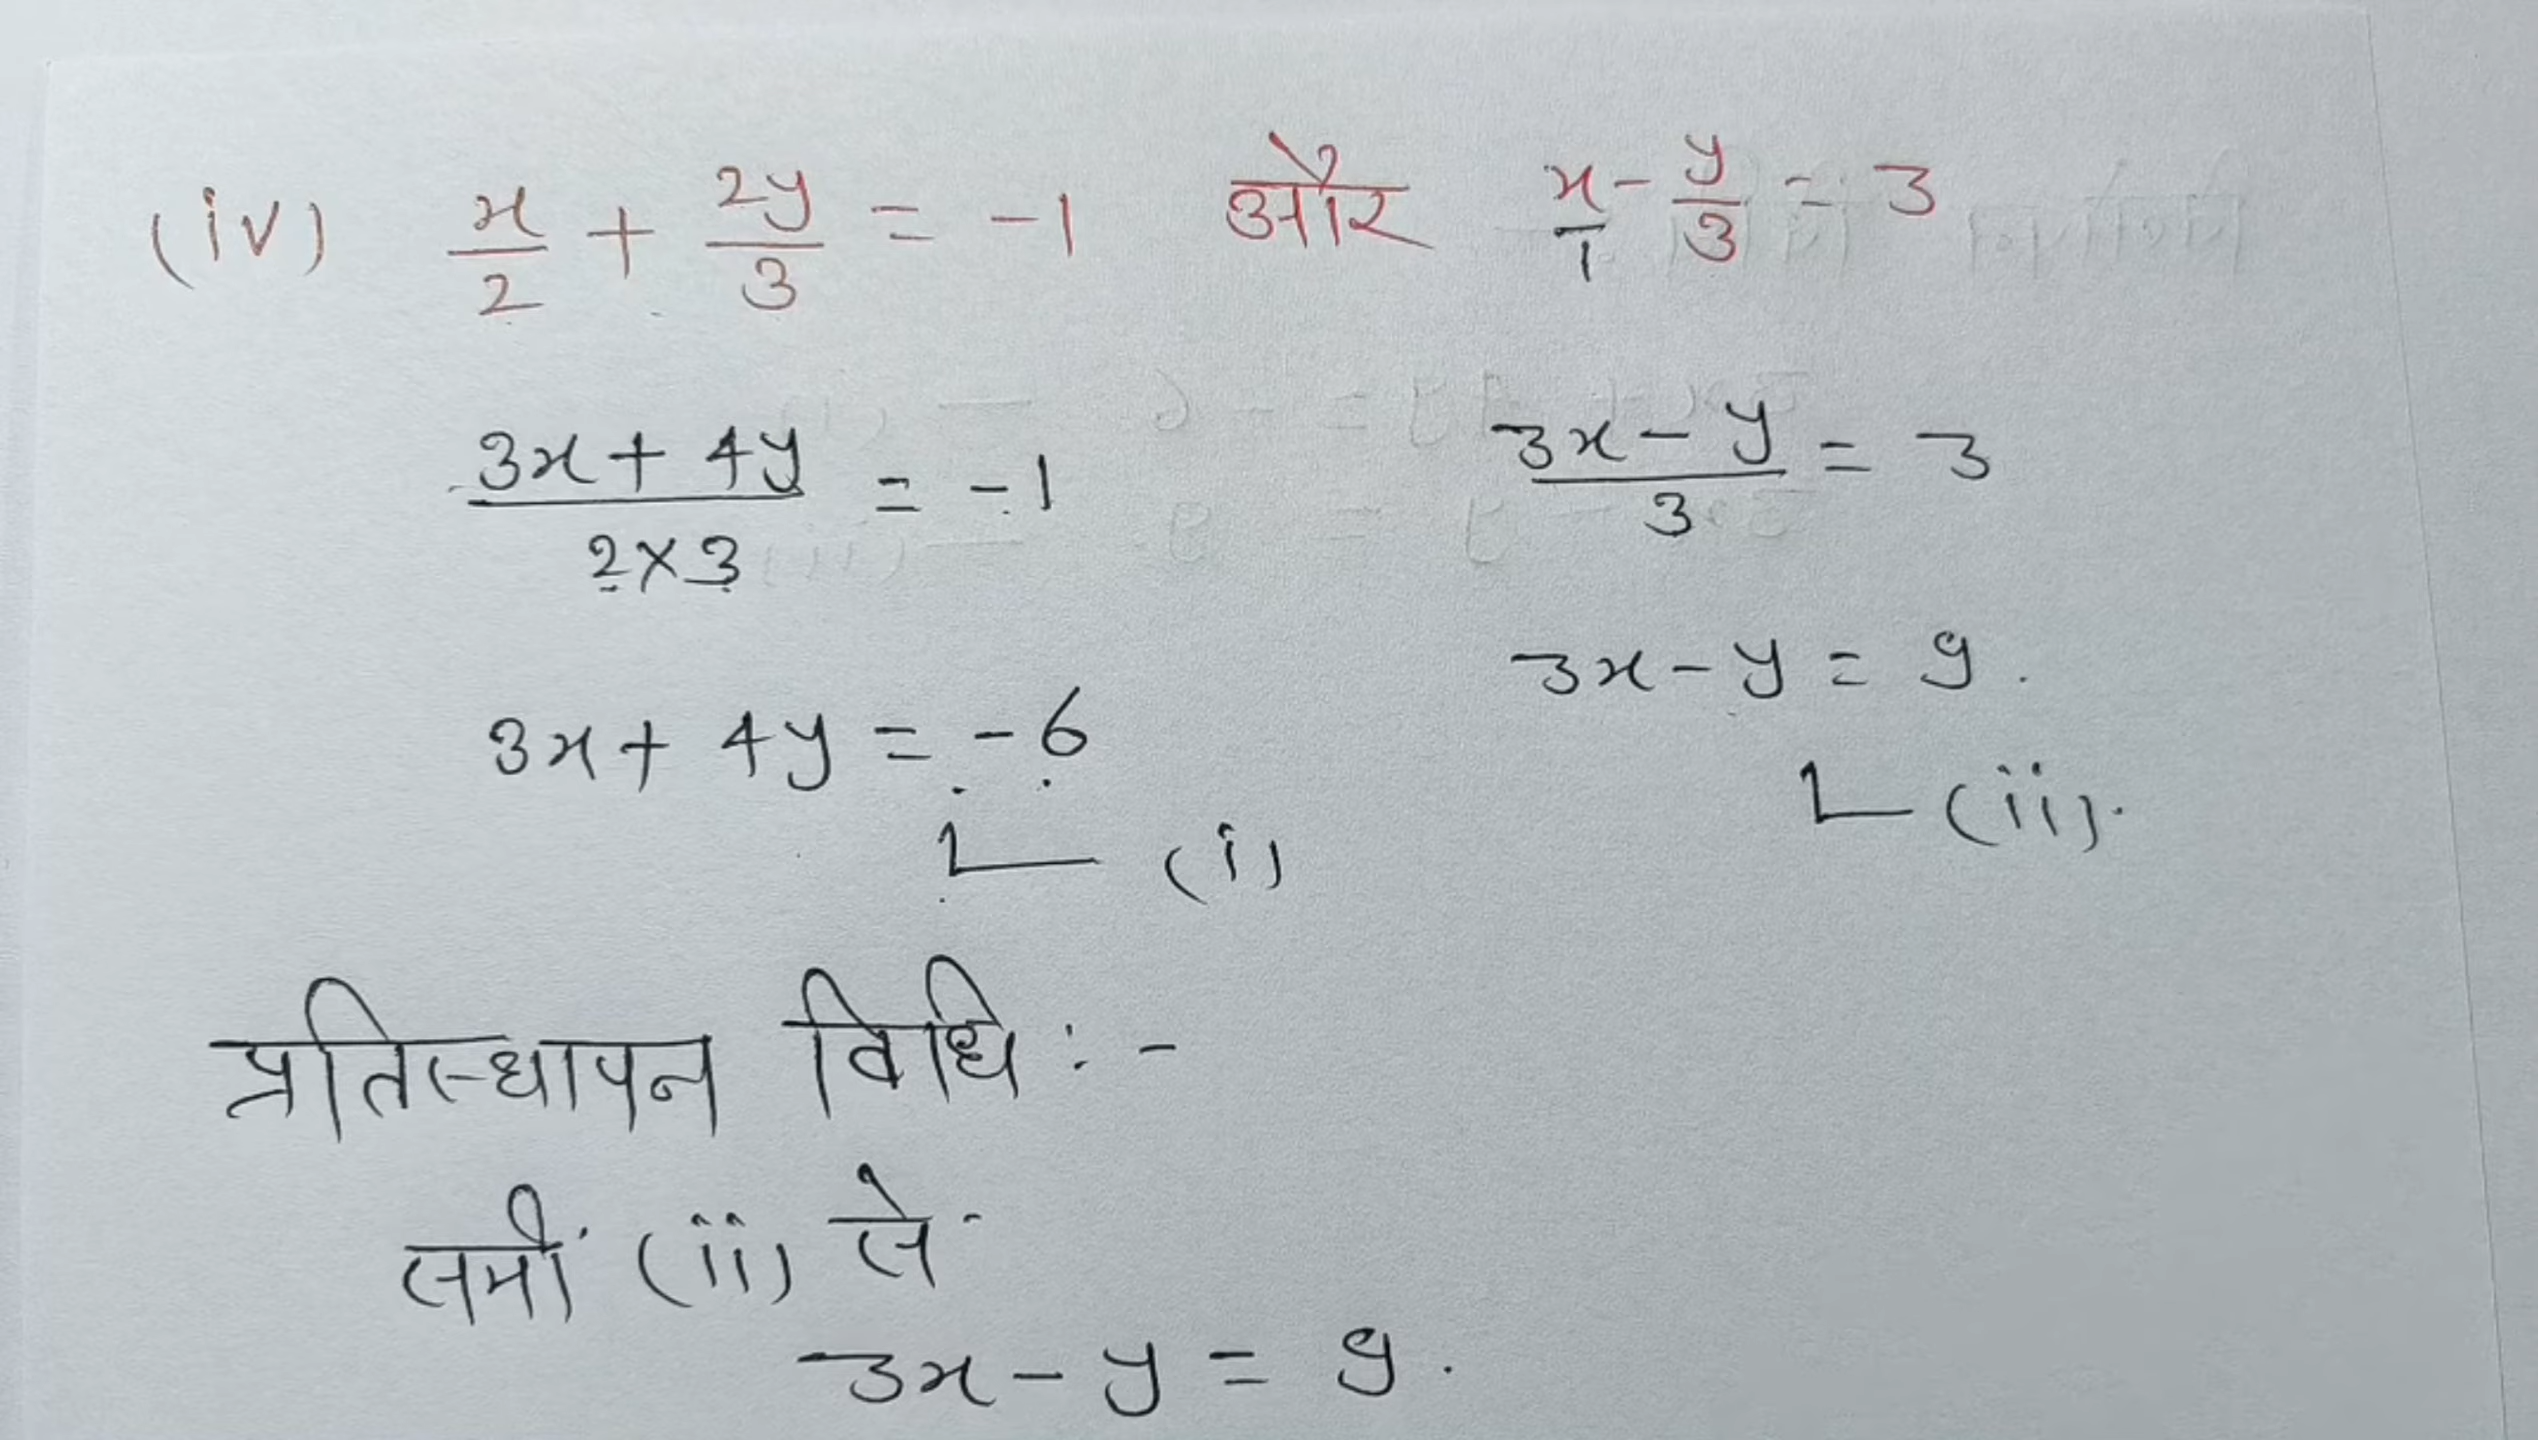 (iv) x/2 + 2y/3 = -1 और x/1 - y/3 = 3
(3x + 4y)/(2×3) = -1
(3x - y)/3 = 3
3x - y = 9.
3x + 4y = -6
(ii).
(i)
प्रतिस्थापन विधि :-
समी (ii) से
3x - y = 9.